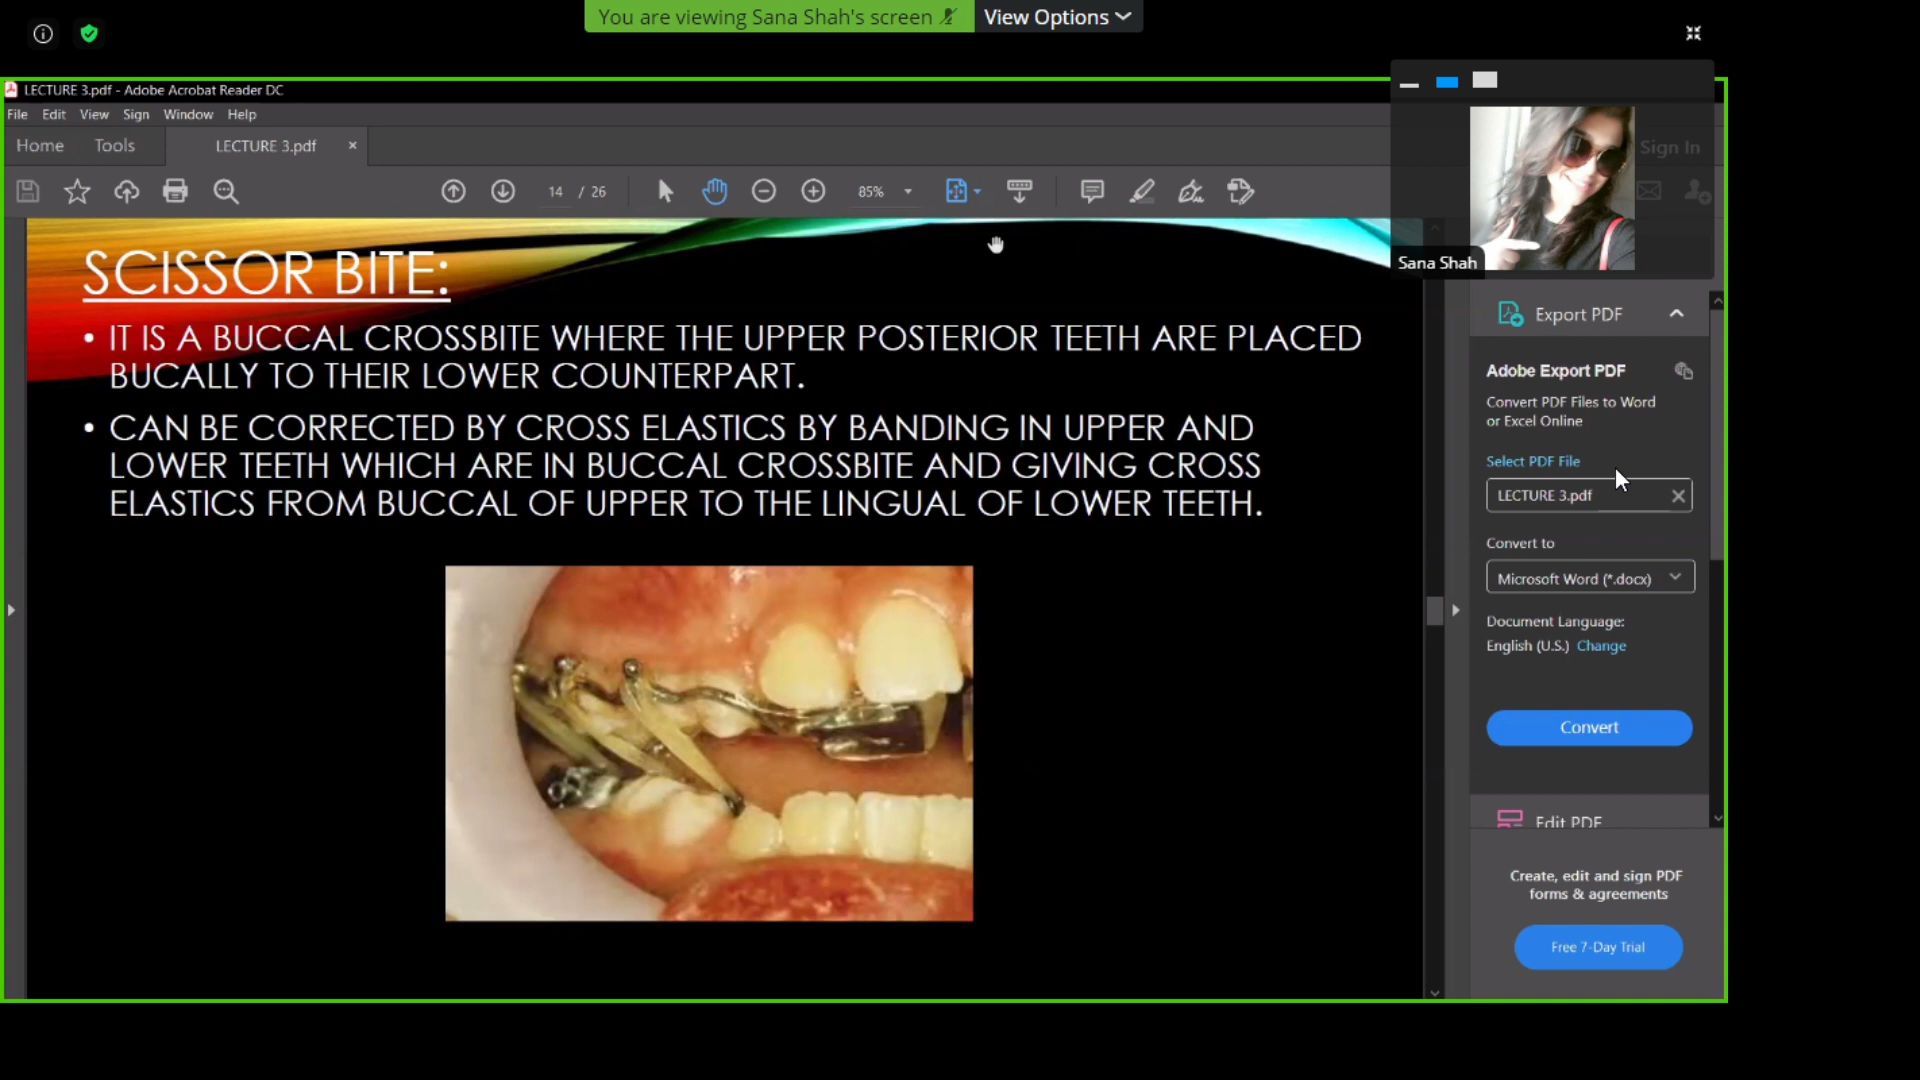 You are viewing Sana Shah's screen
View Options
LECTURE 3.pdf - Adobe Acrobat Reader DC
File Edit View Sign Window Help
Home Tools LECTURE 3.pdf ×
Sign In
14 / 26
85%
Sana Shah
SCISSOR BITE:
• IT IS A BUCCAL CROSSBITE WHERE THE UPPER POSTERIOR TEETH ARE PLACED
BUCALLY TO THEIR LOWER COUNTERPART.
• CAN BE CORRECTED BY CROSS ELASTICS BY BANDING IN UPPER AND
LOWER TEETH WHICH ARE IN BUCCAL CROSSBITE AND GIVING CROSS
ELASTICS FROM BUCCAL OF UPPER TO THE LINGUAL OF LOWER TEETH.
Export PDF
Adobe Export PDF
Convert PDF Files to Word
or Excel Online
Select PDF File
LECTURE 3.pdf
Convert to
Microsoft Word (*.docx)
Document Language:
English (U.S.) Change
Convert
Edit PDF
Create, edit and sign PDF
forms & agreements
Free 7-Day Trial